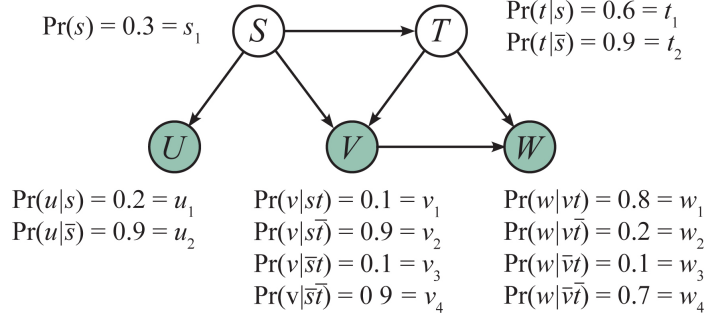 Pr(s) = 0.3 = s₁
S
T
Pr(t|s) = 0.6 = t₁
Pr(t|s̅) = 0.9 = t₂
U
V
W
Pr(u|s) = 0.2 = u₁
Pr(u|s̅) = 0.9 = u₂
Pr(v|st) = 0.1 = v₁
Pr(v|st̅) = 0.9 = v₂
Pr(v|s̅t) = 0.1 = v₃
Pr(v|s̅t̅) = 0 9 = v₄
Pr(w|vt) = 0.8 = w₁
Pr(w|vt̅) = 0.2 = w₂
Pr(w|v̅t) = 0.1 = w₃
Pr(w|v̅t̅) = 0.7 = w₄